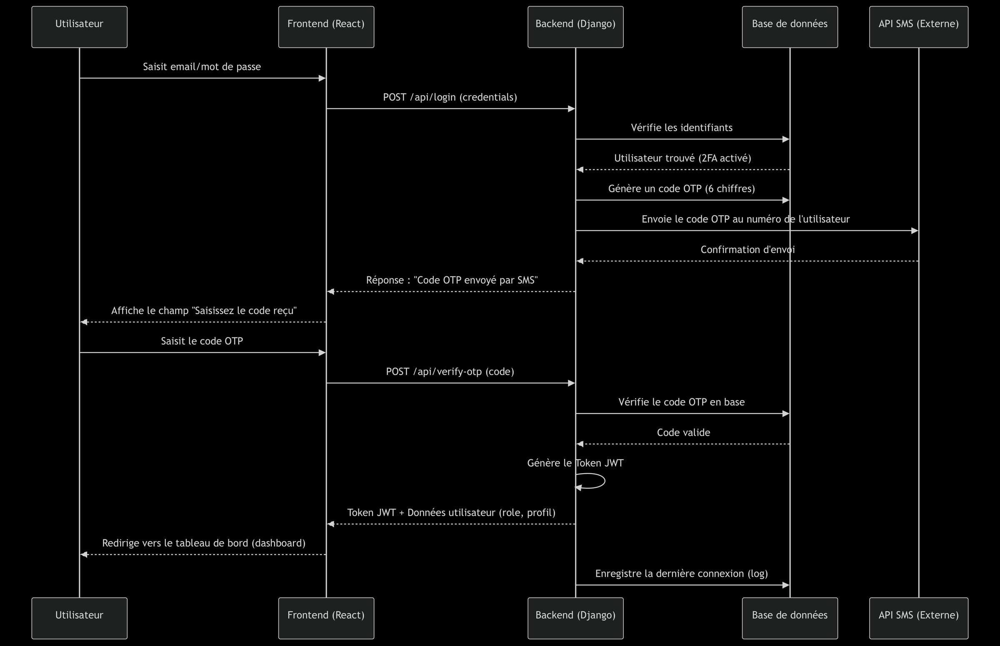 Utilisateur
Frontend (React)
Backend (Django)
Base de données
API SMS (Externe)
Saisit email/mot de passe
POST /api/login (credentials)
Vérifie les identifiants
Utilisateur trouvé (2FA activé)
Génère un code OTP (6 chiffres)
Envoie le code OTP au numéro de l'utilisateur
Confirmation d'envoi
Réponse : "Code OTP envoyé par SMS"
Affiche le champ "Saisissez le code reçu"
Saisit le code OTP
POST /api/verify-otp (code)
Vérifie le code OTP en base
Code valide
Génère le Token JWT
Token JWT + Données utilisateur (role, profil)
Redirige vers le tableau de bord (dashboard)
Enregistre la dernière connexion (log)
Utilisateur
Frontend (React)
Backend (Django)
Base de données
API SMS (Externe)